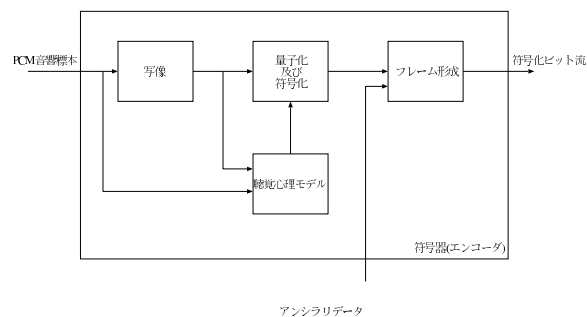 PCM音響標本
写像
量子化
及び
符号化
フレーム形成
符号化ビット流
聴覚心理モデル
符号器(エンコーダ)
アンシラリデータ